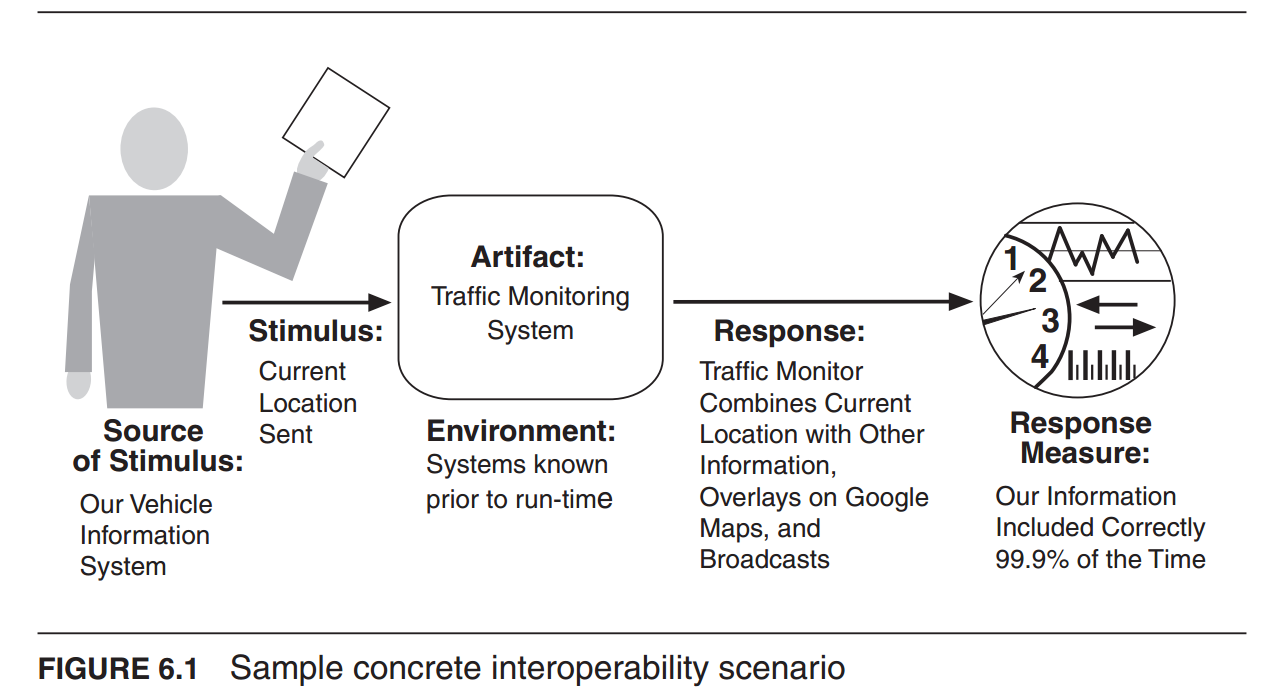 Source
of Stimulus:
Our Vehicle
Information
System
Stimulus:
Current
Location
Sent
Artifact:
Traffic Monitoring
System
Environment:
Systems known
prior to run-time
Response:
Traffic Monitor
Combines Current
Location with Other
Information,
Overlays on Google
Maps, and
Broadcasts
1
2
3
4
Response
Measure:
Our Information
Included Correctly
99.9% of the Time
FIGURE 6.1 Sample concrete interoperability scenario